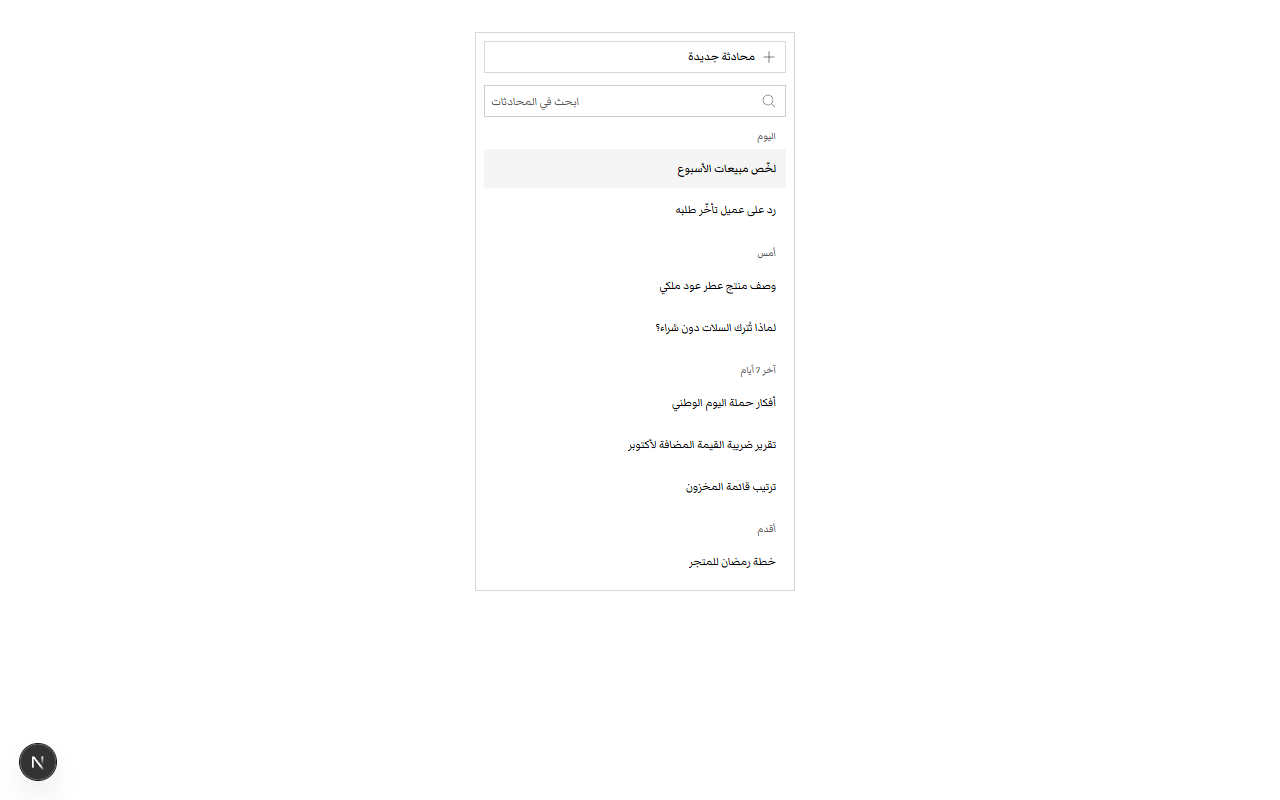 محادثة جديدة
ابحث في المحادثات
اليوم
لخّص مبيعات الأسبوع
رد على عميل تأخّر طلبه
أمس
وصف منتج عطر عود ملكي
لماذا تُترك السلات دون شراء؟
آخر 7 أيام
أفكار حملة اليوم الوطني
تقرير ضريبة القيمة المضافة لأكتوبر
ترتيب قائمة المخزون
أقدم
خطة رمضان للمتجر
N